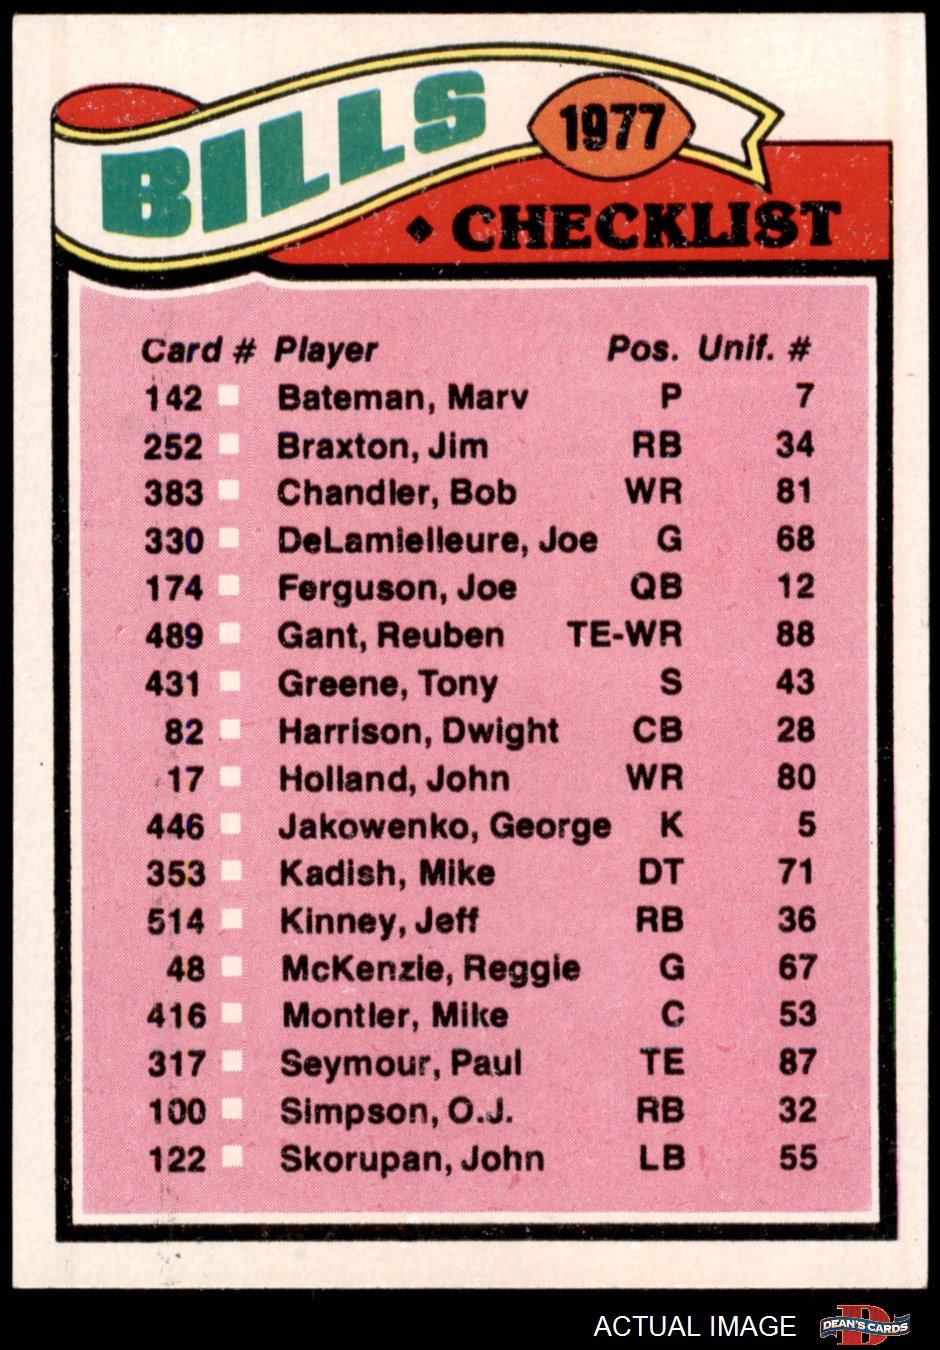 BILLS
1977
♦ CHECKLIST
Card # Player Pos. Unif. #
142 Bateman, Marv P 7
252 Braxton, Jim RB 34
383 Chandler, Bob WR 81
330 DeLamielleure, Joe G 68
174 Ferguson, Joe QB 12
489 Gant, Reuben TE-WR 88
431 Greene, Tony S 43
82 Harrison, Dwight CB 28
17 Holland, John WR 80
446 Jakowenko, George K 5
353 Kadish, Mike DT 71
514 Kinney, Jeff RB 36
48 McKenzie, Reggie G 67
416 Montler, Mike C 53
317 Seymour, Paul TE 87
100 Simpson, O.J. RB 32
122 Skorupan, John LB 55
ACTUAL IMAGE
D
DEAN'S CARDS